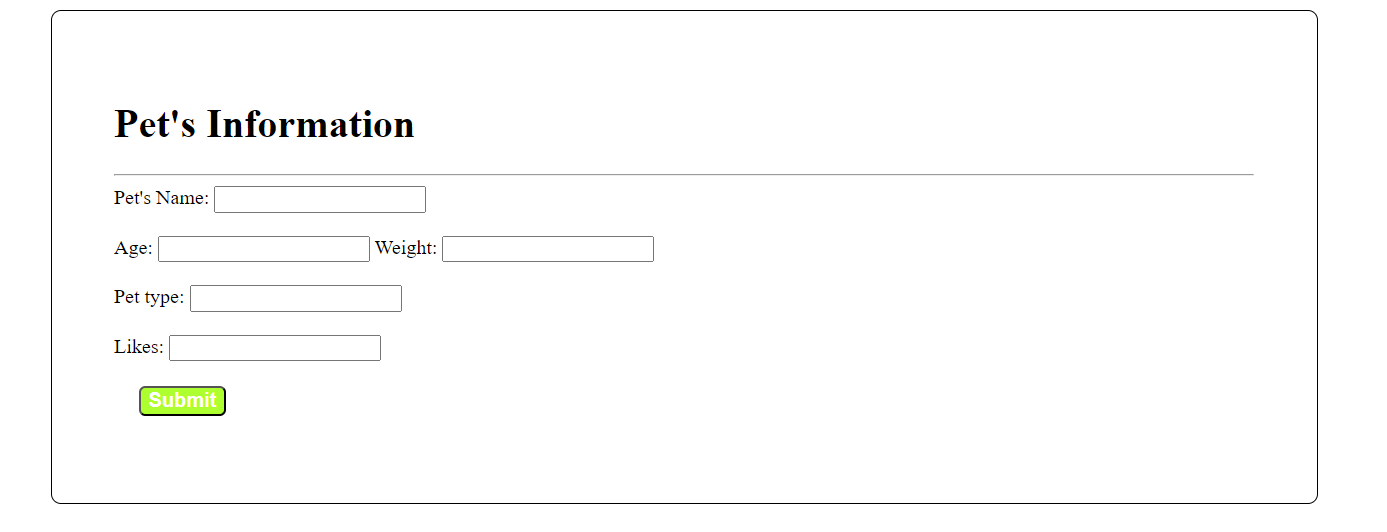 Pet's Information
Pet's Name:
Age: Weight:
Pet type:
Likes:
Submit